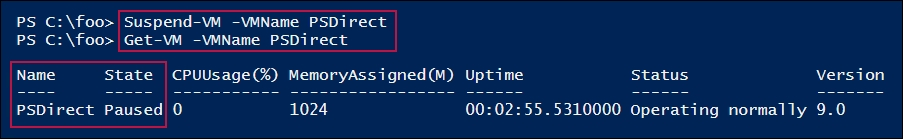 PS C:\foo> Suspend-VM -VMName PSDirect
PS C:\foo> Get-VM -VMName PSDirect
Name State CPUUsage(%) MemoryAssigned(M) Uptime Status Version
---- ----- ----------- ----------------- ------ ------ -------
PSDirect Paused 0 1024 00:02:55.5310000 Operating normally 9.0